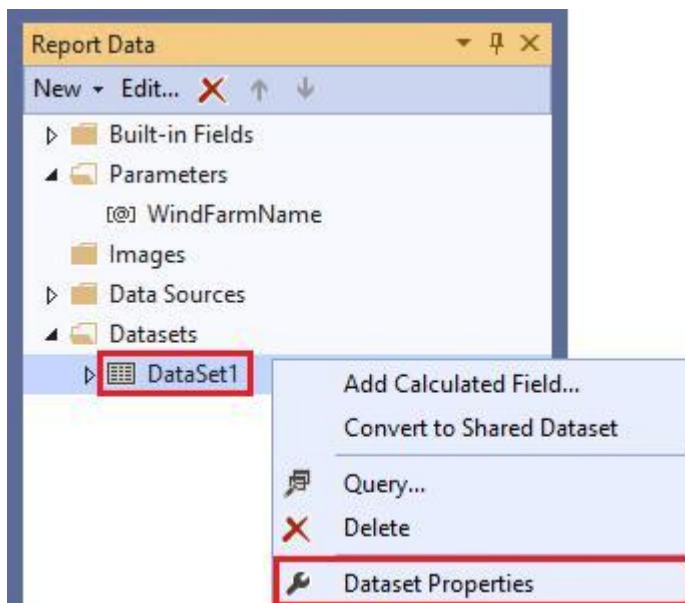 Report Data
New Edit...
Built-in Fields
Parameters
[@] WindFarmName
Images
Data Sources
Datasets
DataSet1
Add Calculated Field...
Convert to Shared Dataset
Query...
Delete
Dataset Properties